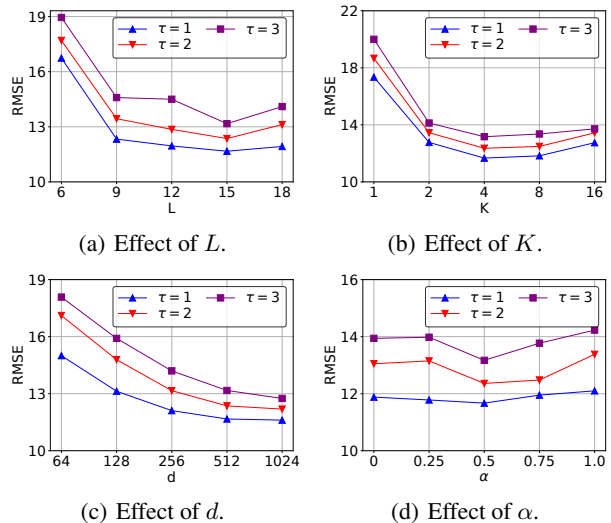 19
16
13
10
RMSE
τ = 1
τ = 2
τ = 3
6 9 12 15 18
L
(a) Effect of L.
22
18
14
10
RMSE
τ = 1
τ = 2
τ = 3
1 2 4 8 16
K
(b) Effect of K.
19
16
13
10
RMSE
τ = 1
τ = 2
τ = 3
64 128 256 512 1024
d
(c) Effect of d.
16
14
12
10
RMSE
τ = 1
τ = 2
τ = 3
0 0.25 0.5 0.75 1.0
α
(d) Effect of α.